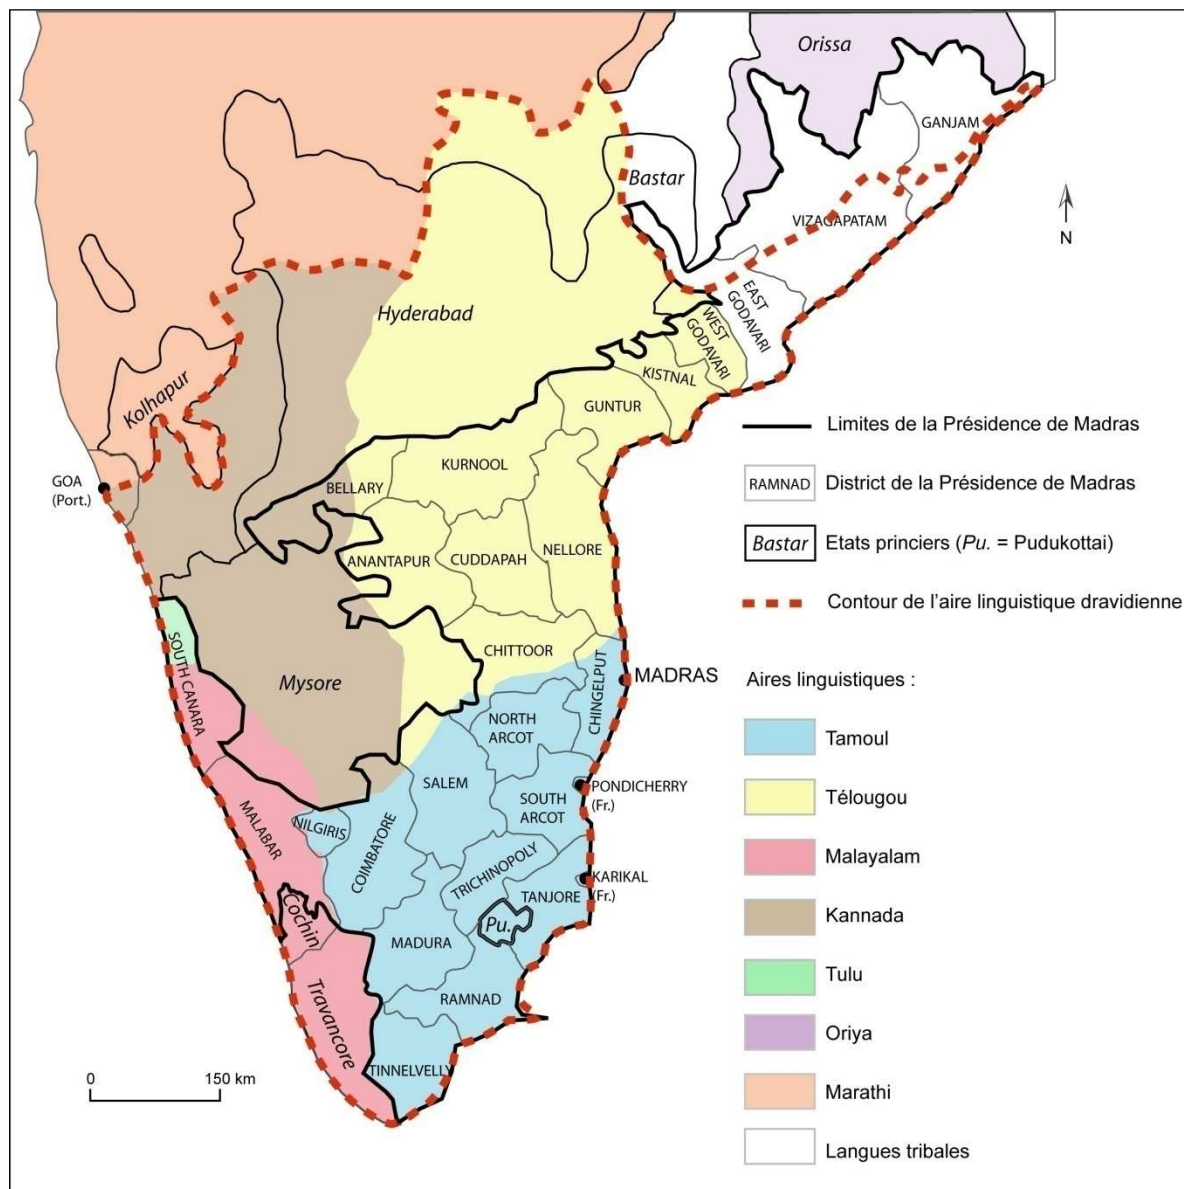 Orissa
GANJAM
Bastar
VIZAGAPATAM
N
EAST
GODAVARI
WEST
GODAVARI
Hyderabad
KISTNAL
GUNTUR
Kolhapur
KURNOOL
BELLARY
GOA
(Port.)
ANANTAPUR
CUDDAPAH
NELLORE
SOUTH CANARA
CHITTOOR
CHINGELPUT
MADRAS
Mysore
NORTH
ARCOT
SALEM
PONDICHERRY
(Fr.)
SOUTH
ARCOT
MALABAR
NILGIRIS
COIMBATORE
TRICHINOPOLY
KARIKAL
(Fr.)
TANJORE
Cochin
Pu.
MADURA
RAMNAD
Travancore
TINNELVELLY
0 150 km
Limites de la Présidence de Madras
RAMNAD District de la Présidence de Madras
Bastar Etats princiers (Pu. = Pudukottai)
Contour de l'aire linguistique dravidienne
Aires linguistiques :
Tamoul
Télougou
Malayalam
Kannada
Tulu
Oriya
Marathi
Langues tribales